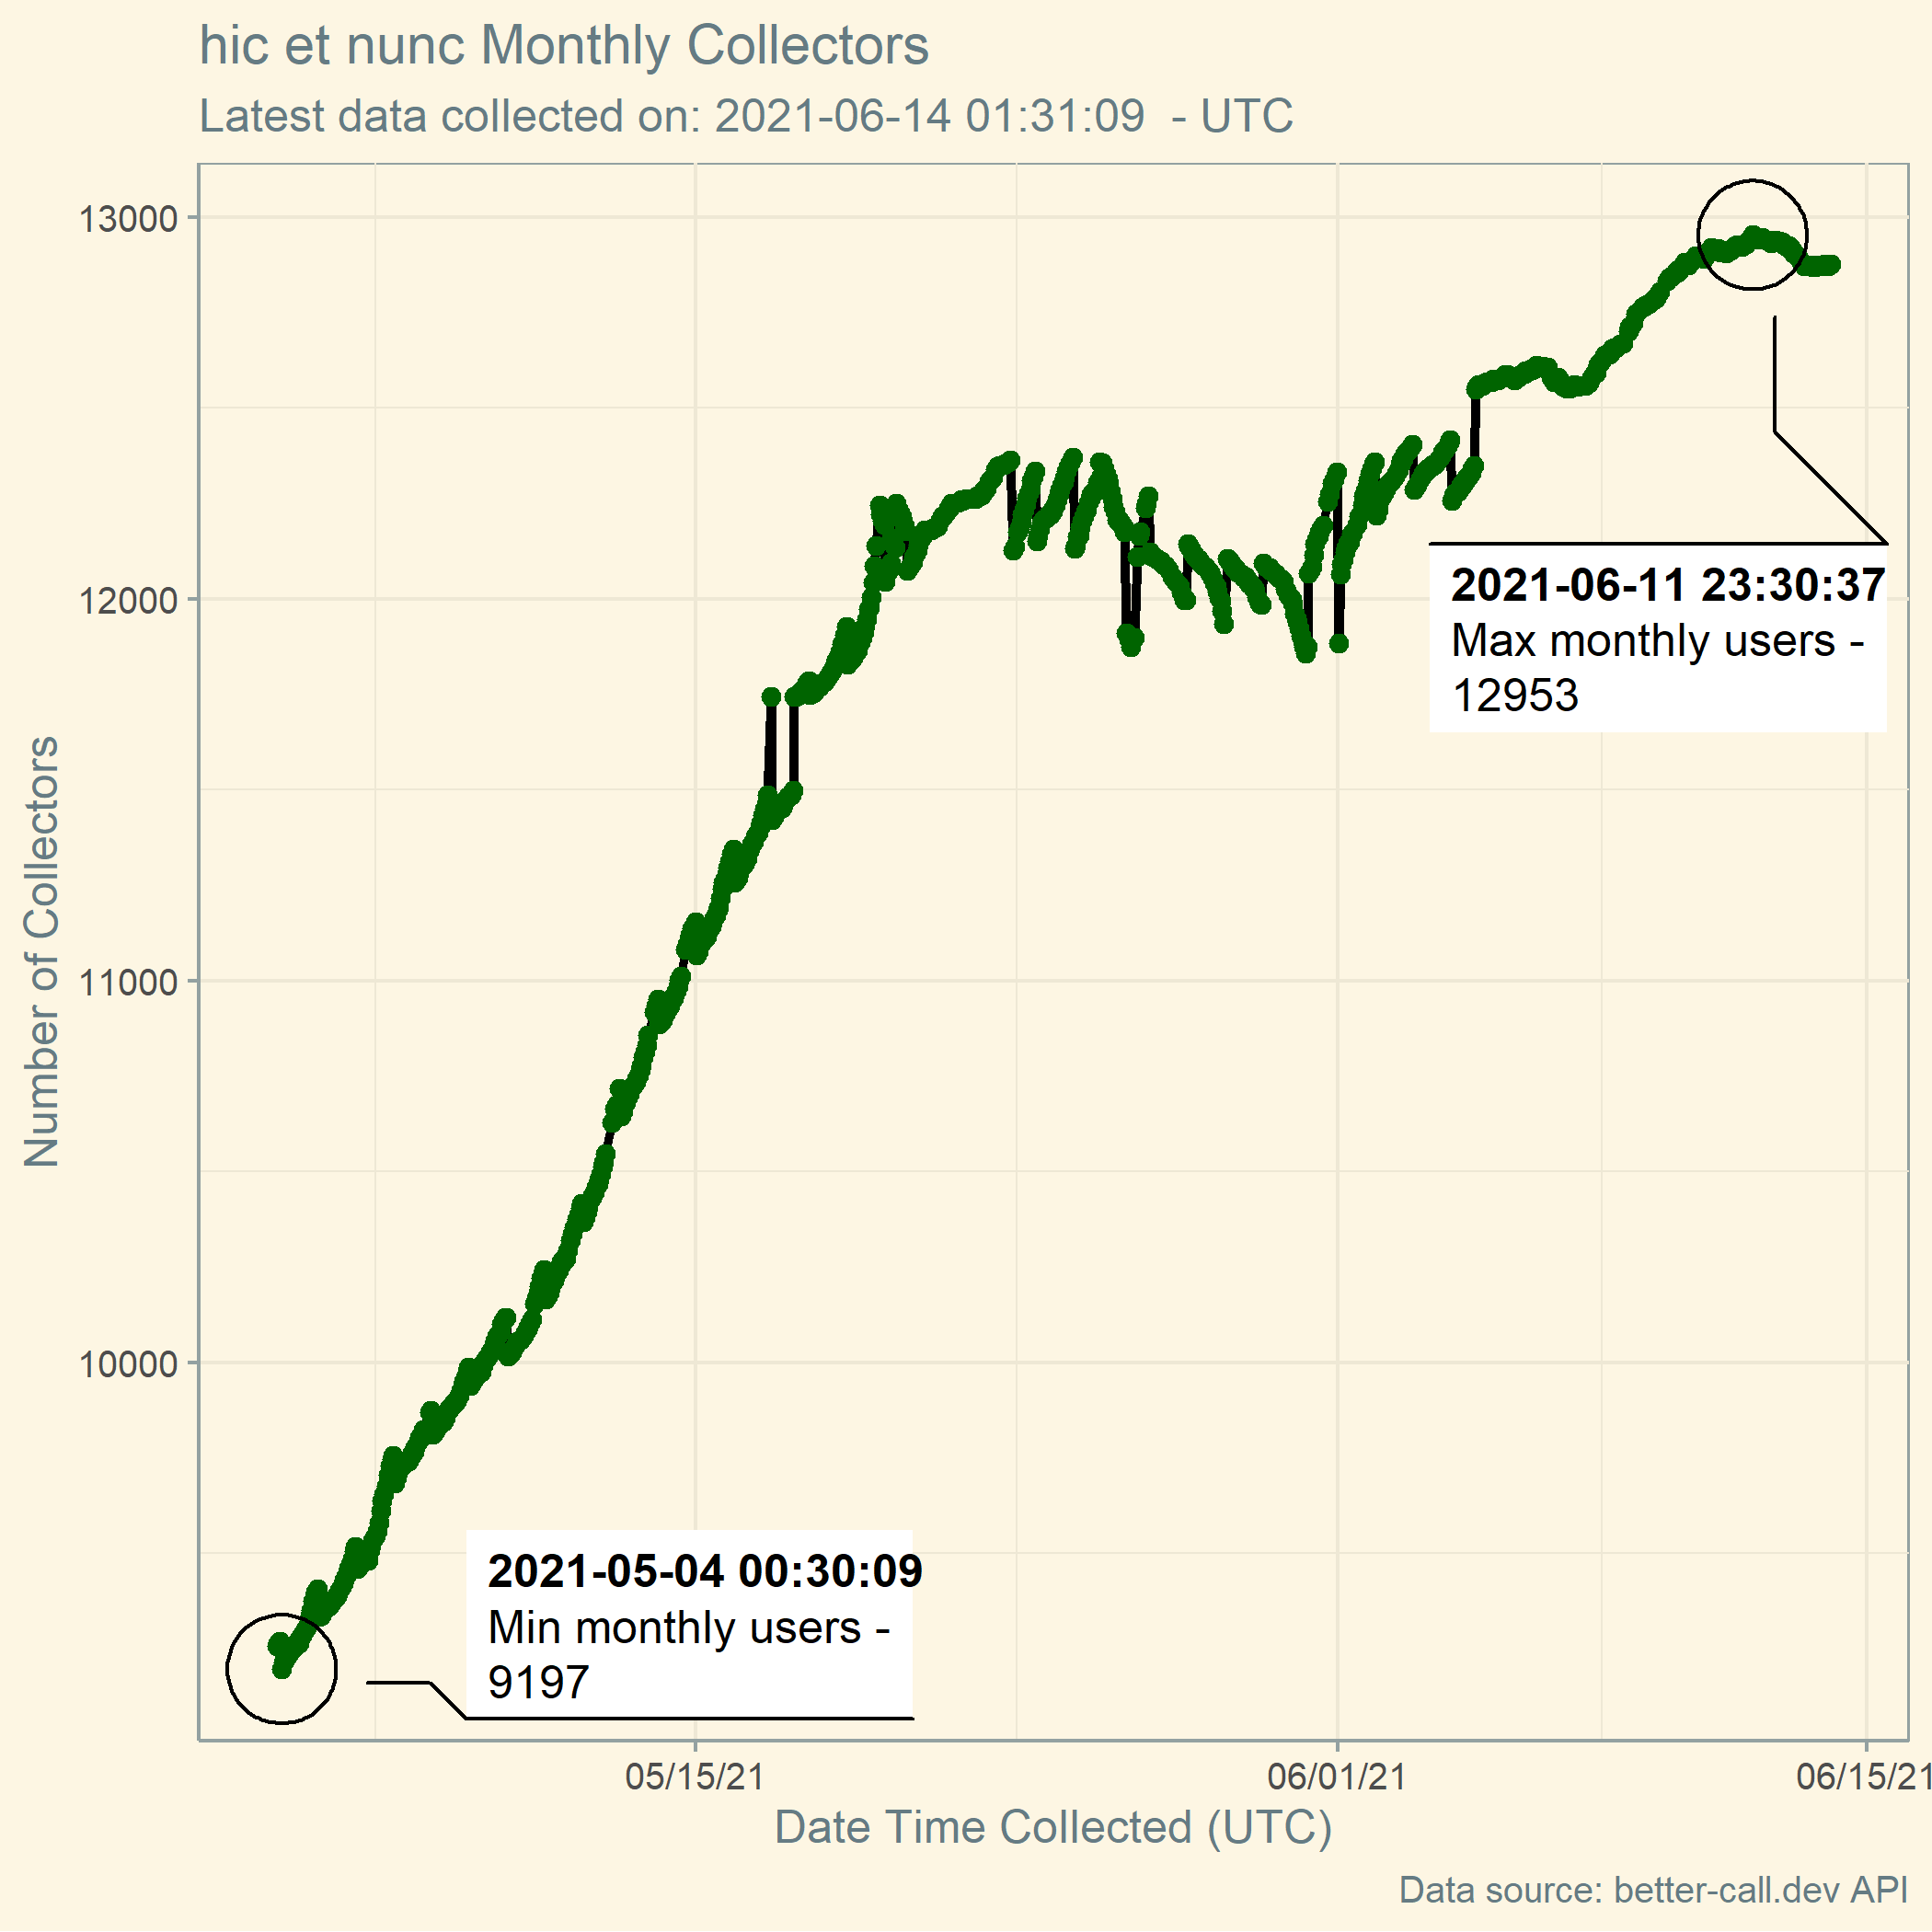 hic et nunc Monthly Collectors
Latest data collected on: 2021-06-14 01:31:09  - UTC
Number of Collectors
13000
12000
11000
10000
2021-06-11 23:30:37
Max monthly users -
12953
2021-05-04 00:30:09
Min monthly users -
9197
05/15/21
06/01/21
06/15/21
Date Time Collected (UTC)
Data source: better-call.dev API